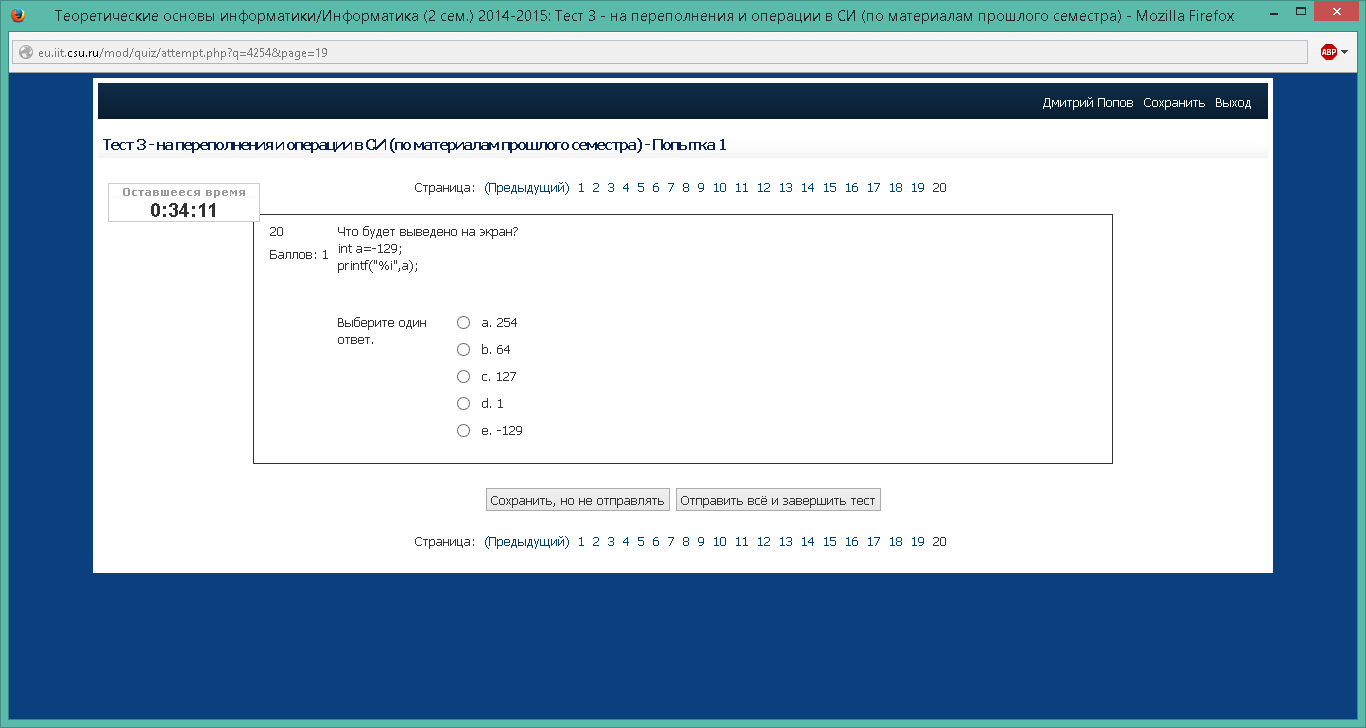 Теоретические основы информатики/Информатика (2 сем.) 2014-2015: Тест 3 - на переполнения и операции в СИ (по материалам прошлого семестра) - Mozilla Firefox
eu.iit.csu.ru/mod/quiz/attempt.php?q=4254&page=19
ABP
Дмитрий Попов Сохранить Выход
Тест 3 - на переполнения и операции в СИ (по материалам прошлого семестра) - Попытка 1
Оставшееся время
0:34:11
Страница: (Предыдущий) 1 2 3 4 5 6 7 8 9 10 11 12 13 14 15 16 17 18 19 20
20
Баллов: 1
Что будет выведено на экран?
int a=-129;
printf("%i",a);
Выберите один
ответ.
a. 254
b. 64
c. 127
d. 1
e. -129
Сохранить, но не отправлять Отправить всё и завершить тест
Страница: (Предыдущий) 1 2 3 4 5 6 7 8 9 10 11 12 13 14 15 16 17 18 19 20